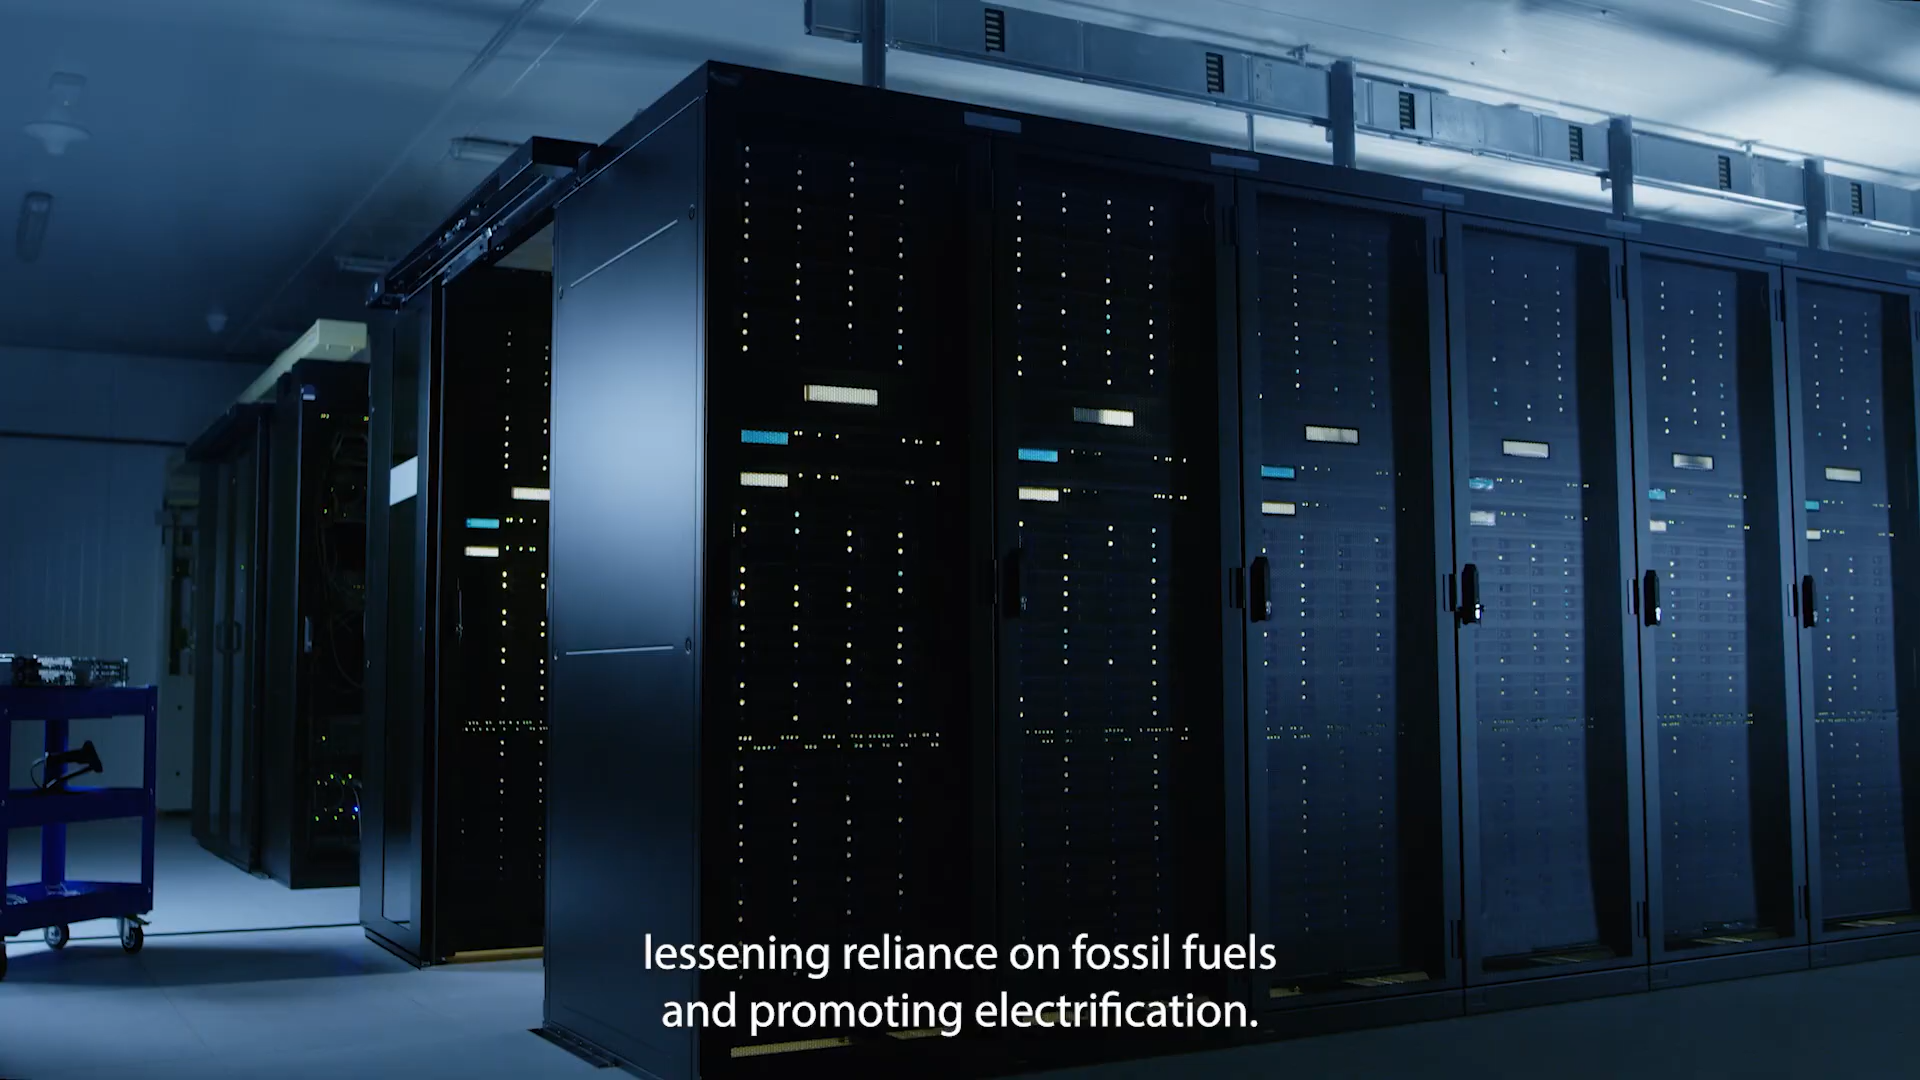 lessening reliance on fossil fuels
and promoting electrification.